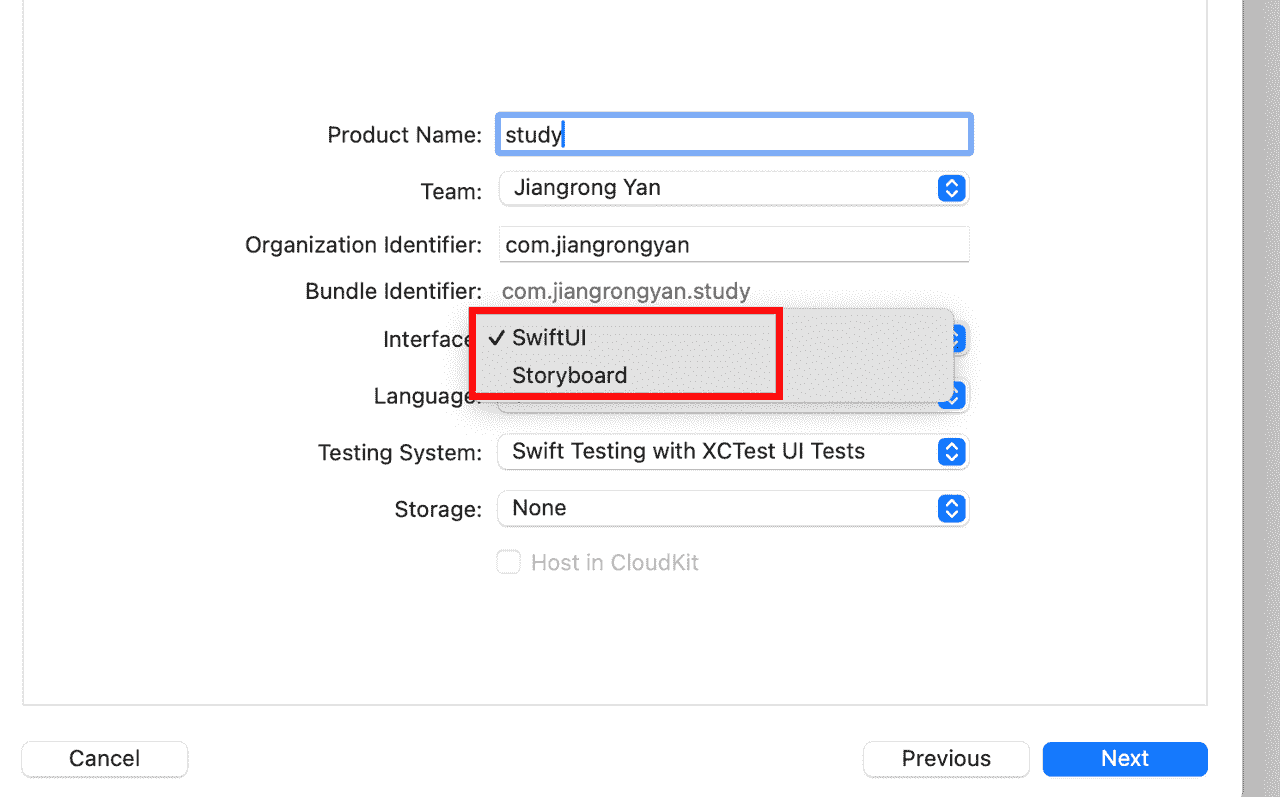 Product Name: study
Team: Jiangrong Yan
Organization Identifier: com.jiangrongyan
Bundle Identifier: com.jiangrongyan.study
Interface ✓ SwiftUI
Storyboard
Language:
Testing System: Swift Testing with XCTest UI Tests
Storage: None
Host in CloudKit
Cancel Previous Next